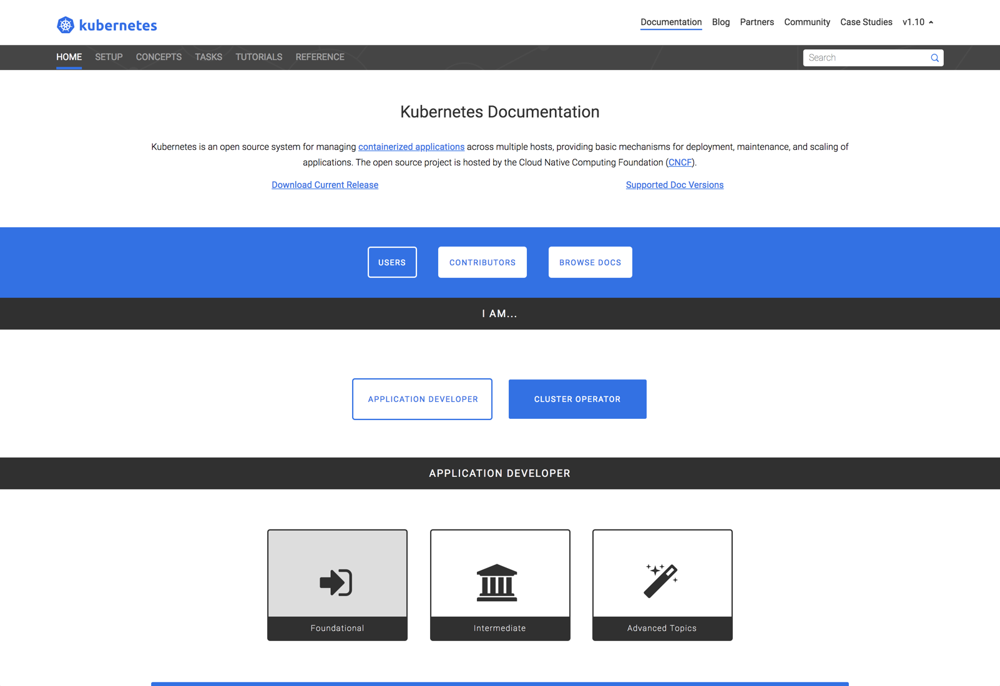 kubernetes
Documentation Blog Partners Community Case Studies v1.10
HOME SETUP CONCEPTS TASKS TUTORIALS REFERENCE Search
Kubernetes Documentation
Kubernetes is an open source system for managing containerized applications across multiple hosts, providing basic mechanisms for deployment, maintenance, and scaling of
applications. The open source project is hosted by the Cloud Native Computing Foundation (CNCF).
Download Current Release Supported Doc Versions
USERS CONTRIBUTORS BROWSE DOCS
I AM...
APPLICATION DEVELOPER CLUSTER OPERATOR
APPLICATION DEVELOPER
Foundational Intermediate Advanced Topics